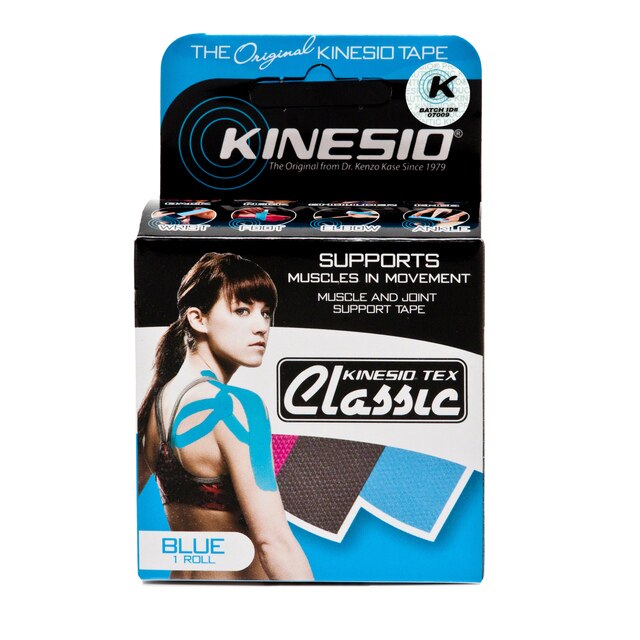 THE Original KINESIO TAPE
K
BATCH ID#
07009
KINESIO®
The Original from Dr. Kenzo Kase Since 1979
WRIST FOOT ELBOW ANKLE
SUPPORTS
MUSCLES IN MOVEMENT
MUSCLE AND JOINT
SUPPORT TAPE
KINESIO TEX
Classic
BLUE
1 ROLL